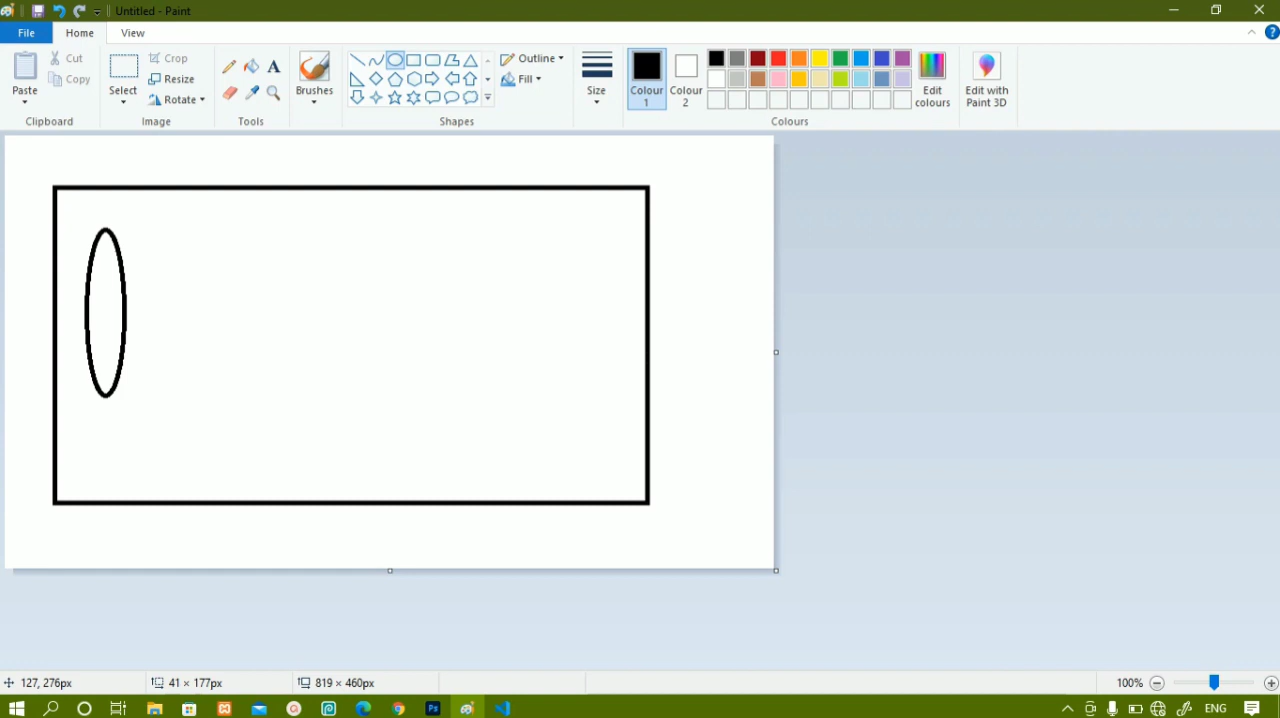 Untitled - Paint
File
Home
View
Paste
Cut
Copy
Clipboard
Select
Crop
Resize
Rotate
Image
A
Tools
Brushes
Outline
Fill
Shapes
Size
Colour 1
Colour 2
Edit colours
Colours
Edit with Paint 3D
?
127, 276px
41 × 177px
819 × 460px
100%
Ps
ENG